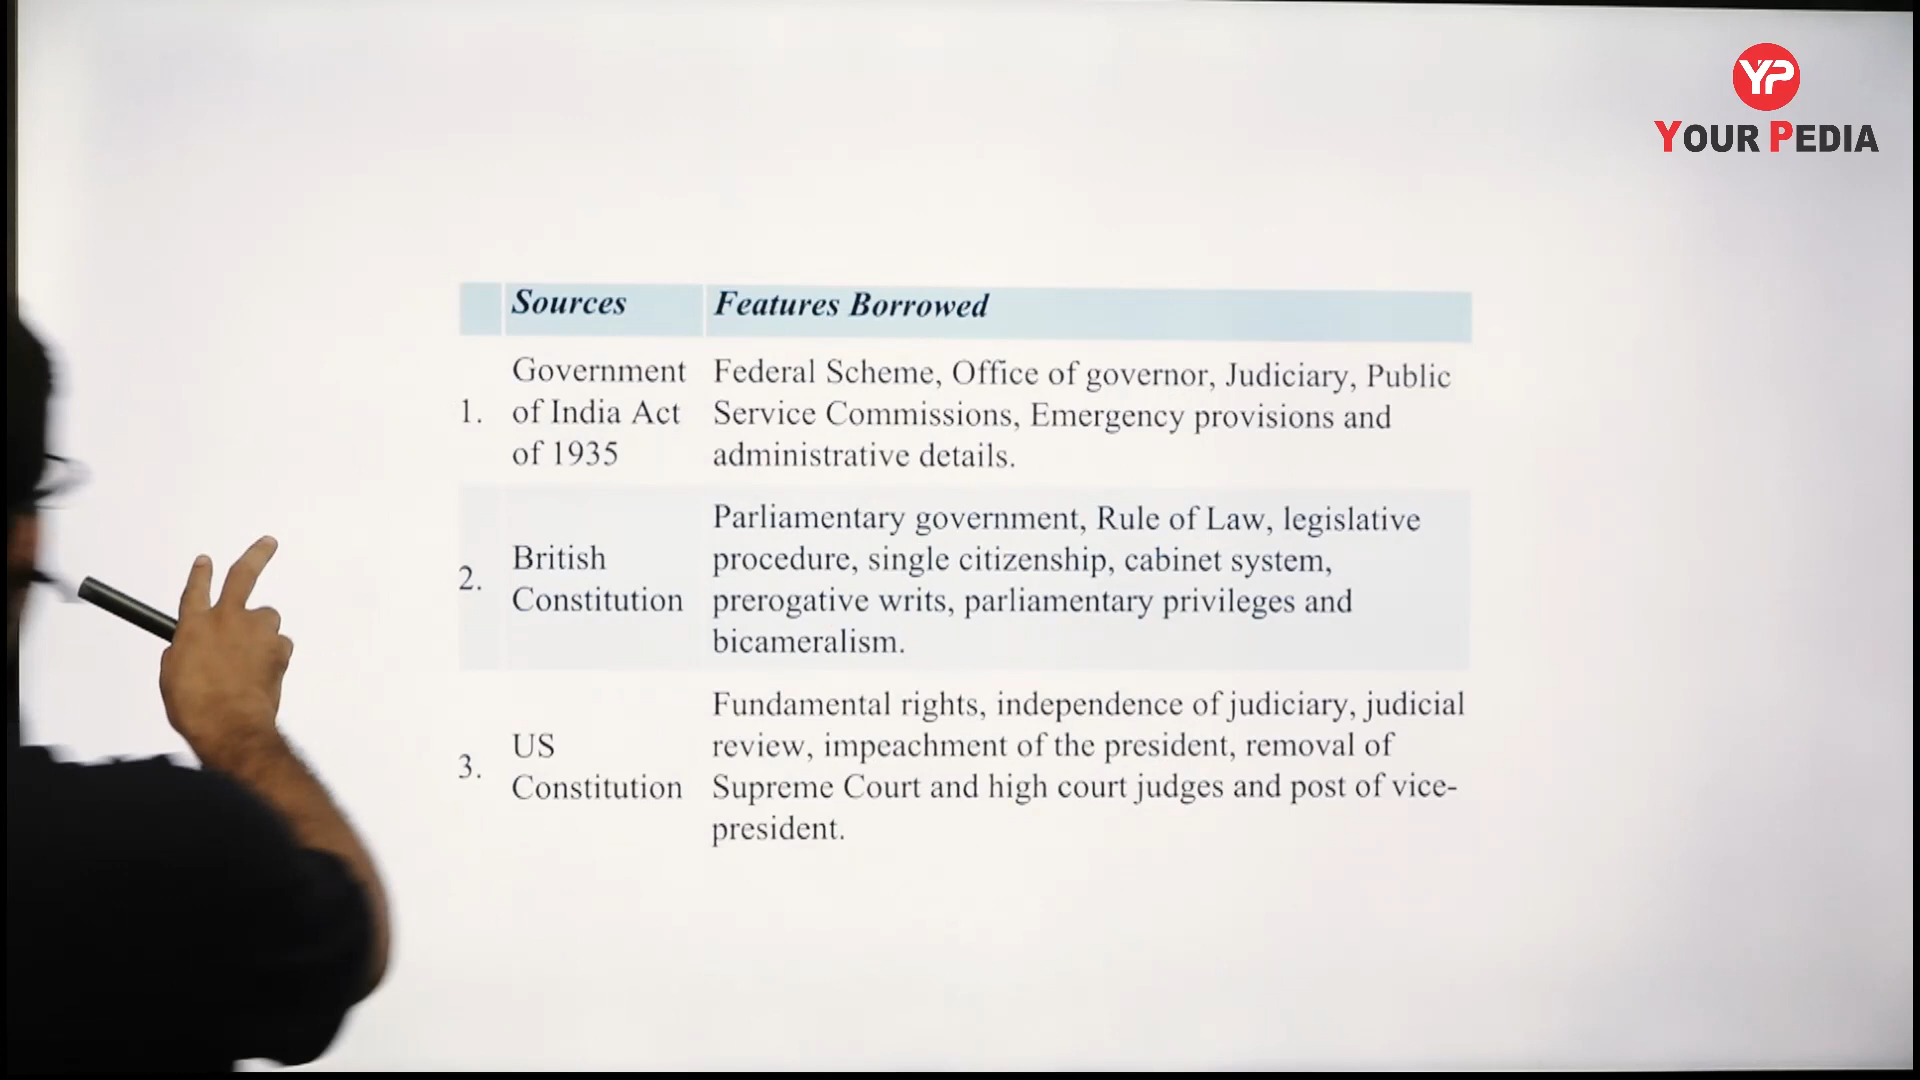 YP
YOUR PEDIA
Sources Features Borrowed
Government Federal Scheme, Office of governor, Judiciary, Public
1. of India Act Service Commissions, Emergency provisions and
of 1935 administrative details.
Parliamentary government, Rule of Law, legislative
British procedure, single citizenship, cabinet system,
2. Constitution prerogative writs, parliamentary privileges and
bicameralism.
Fundamental rights, independence of judiciary, judicial
US review, impeachment of the president, removal of
3. Constitution Supreme Court and high court judges and post of vice-
president.